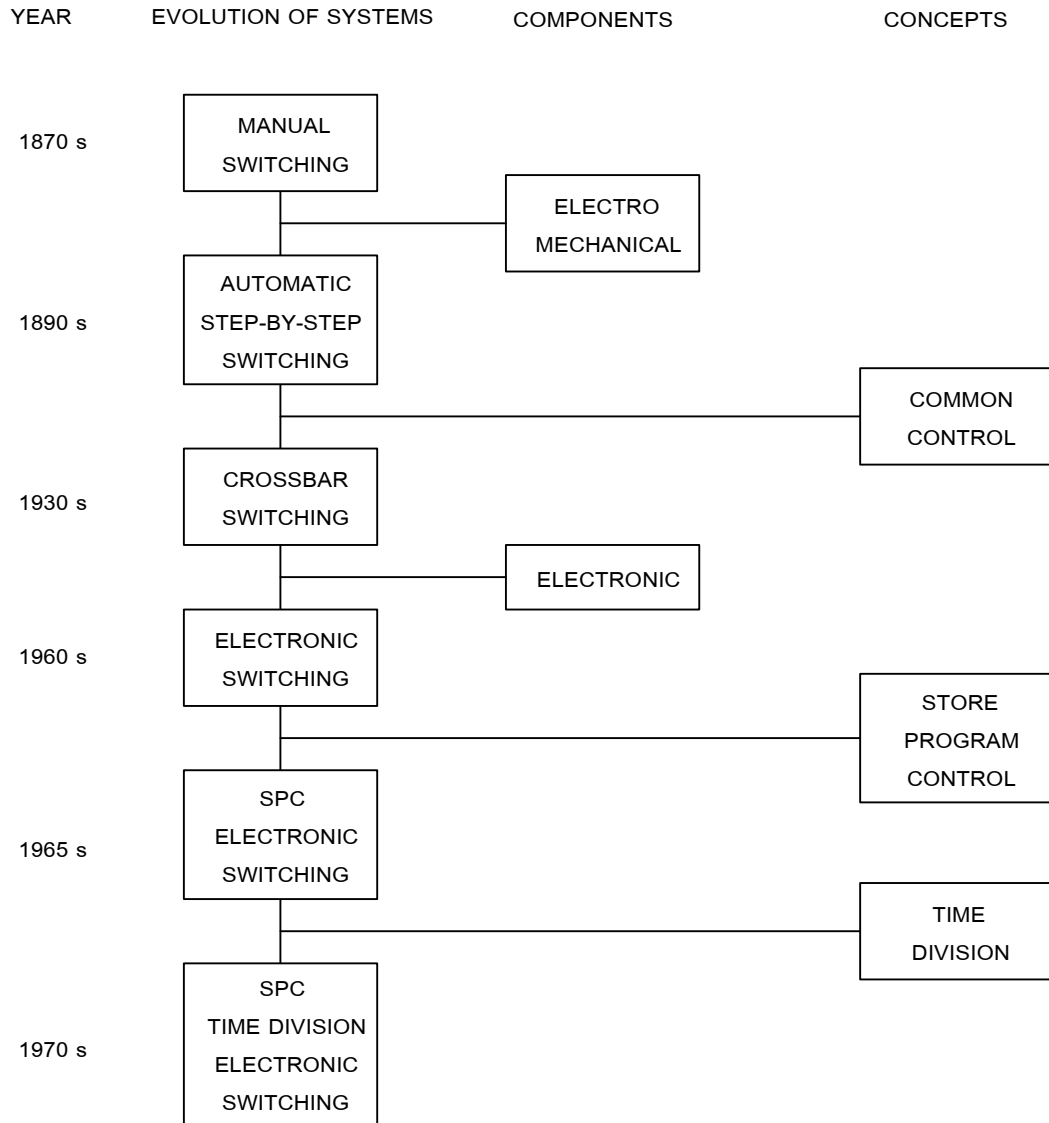 YEAR EVOLUTION OF SYSTEMS COMPONENTS CONCEPTS
1870 s
MANUAL
SWITCHING
ELECTRO
MECHANICAL
1890 s
AUTOMATIC
STEP-BY-STEP
SWITCHING
COMMON
CONTROL
1930 s
CROSSBAR
SWITCHING
ELECTRONIC
1960 s
ELECTRONIC
SWITCHING
STORE
PROGRAM
CONTROL
1965 s
SPC
ELECTRONIC
SWITCHING
TIME
DIVISION
1970 s
SPC
TIME DIVISION
ELECTRONIC
SWITCHING